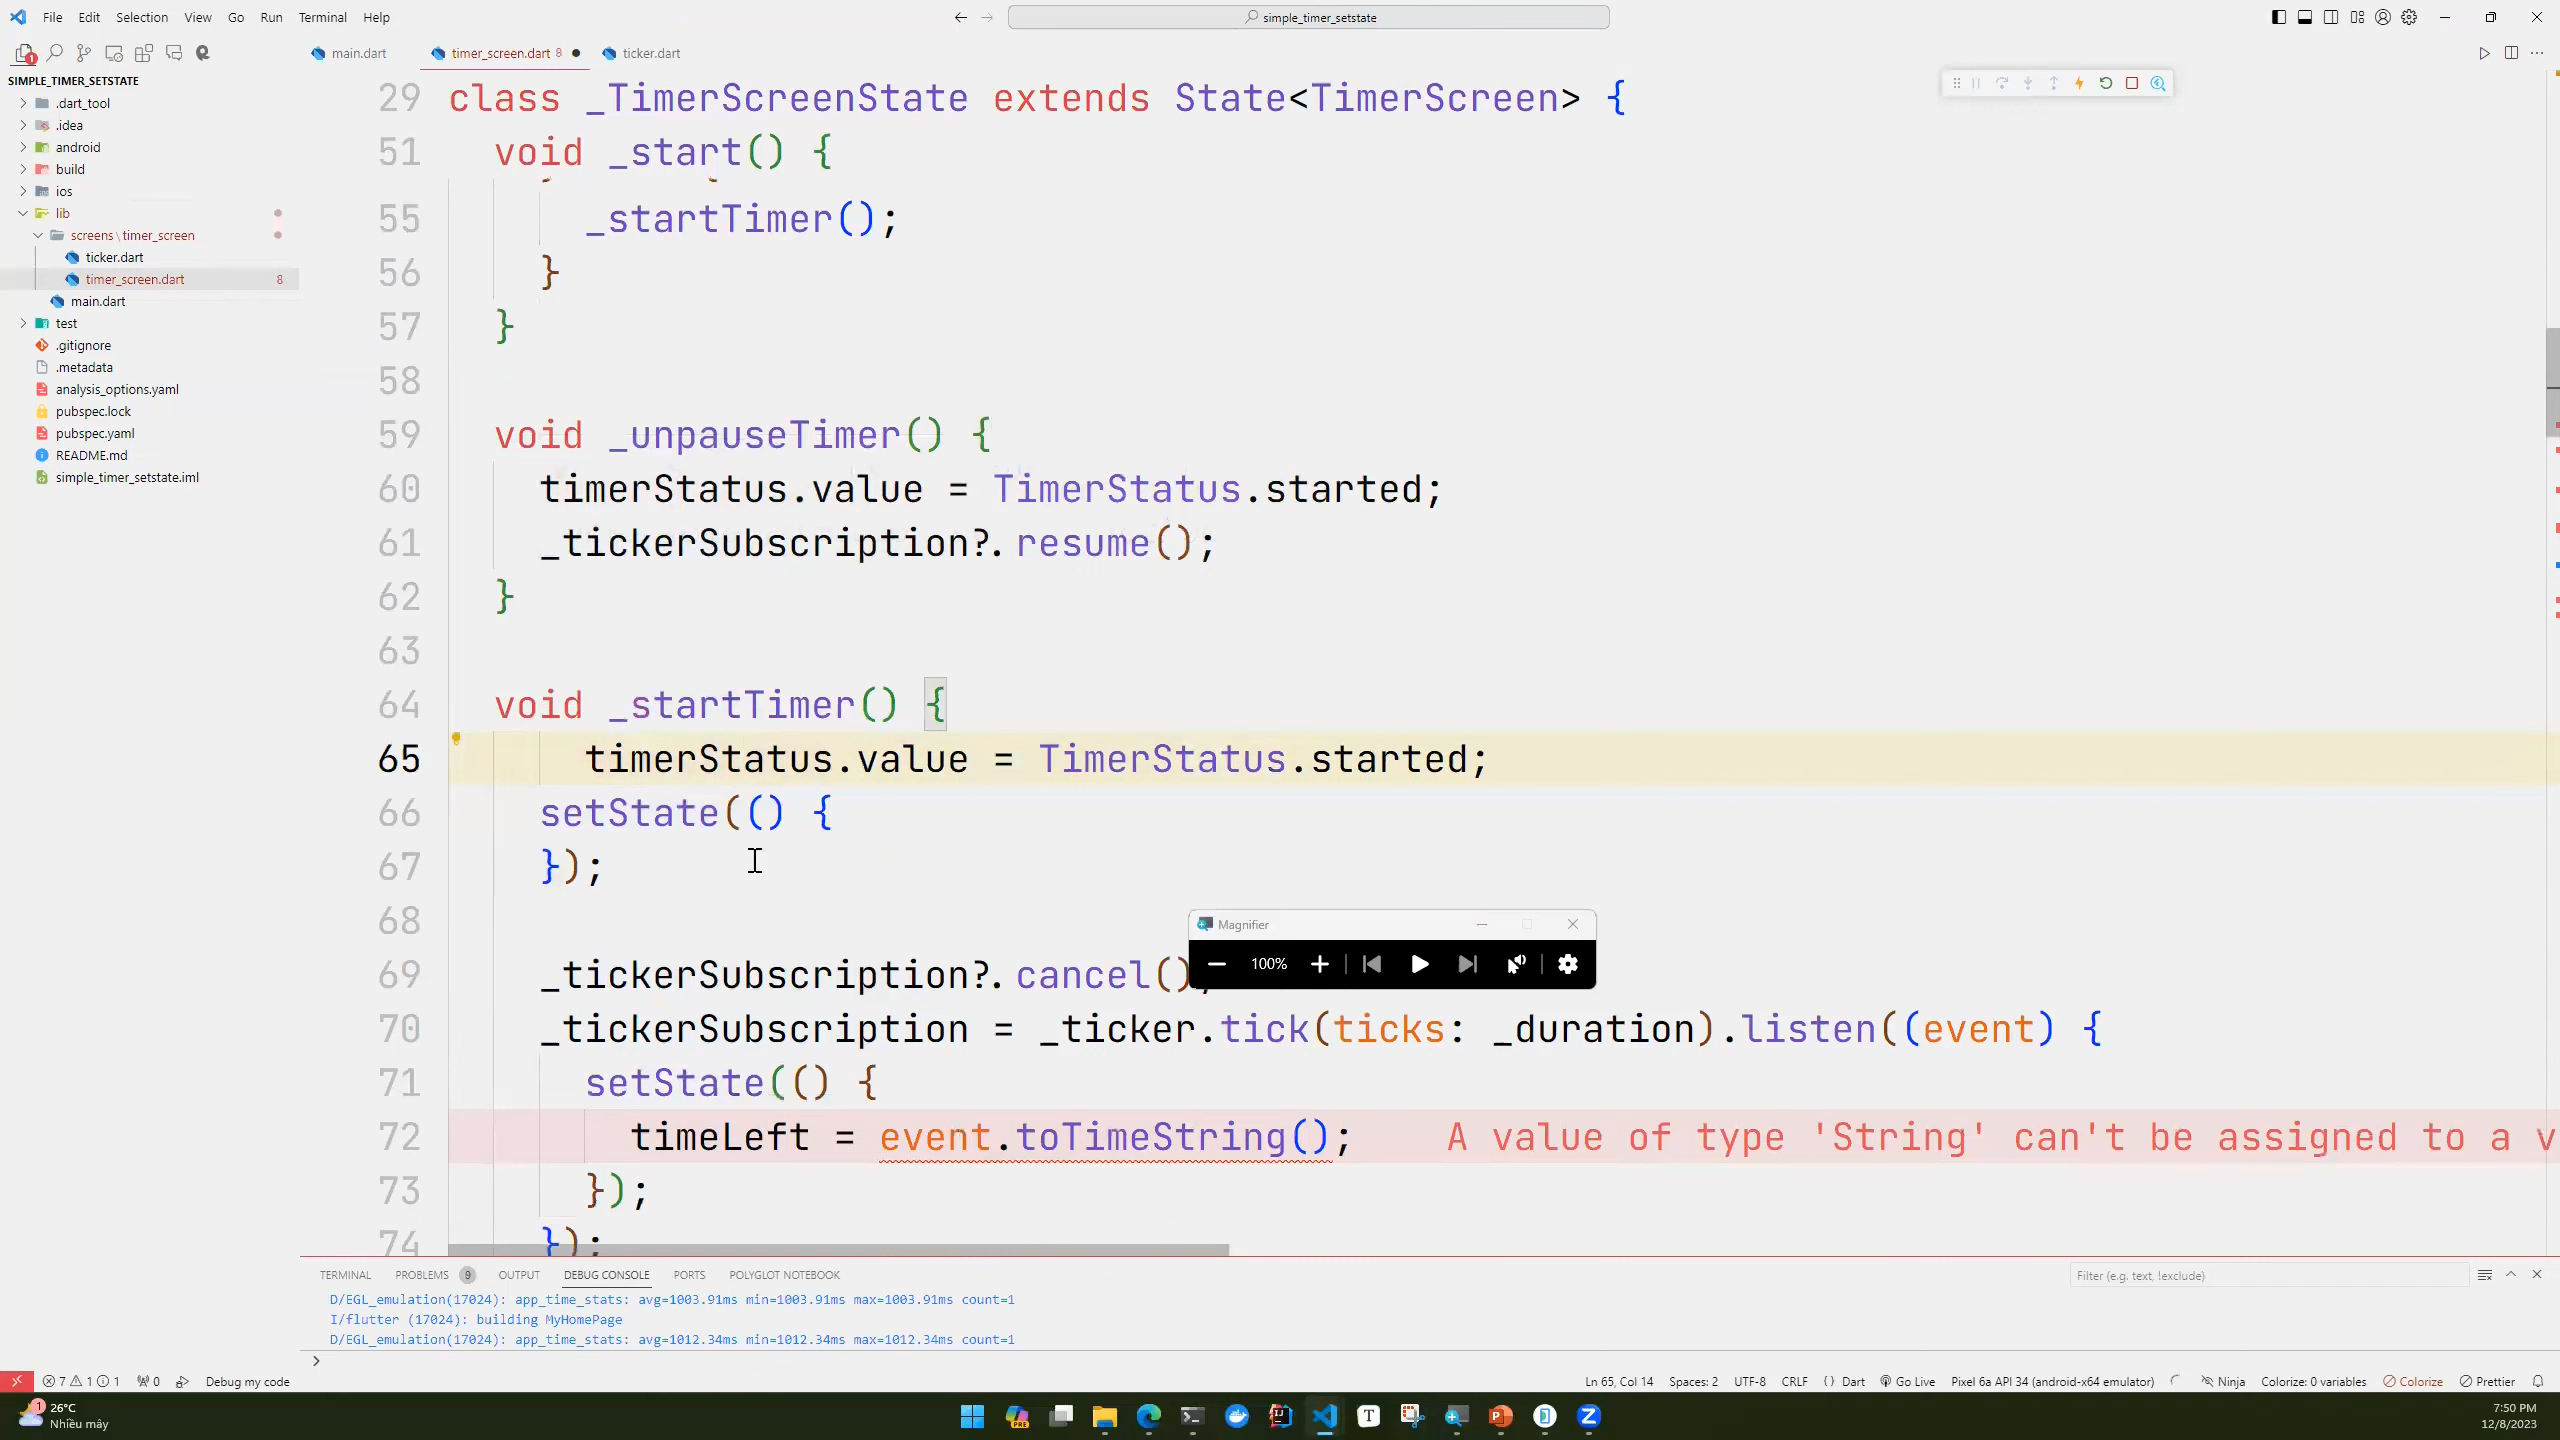 File Edit Selection View Go Run Terminal Help
simple_timer_setstate
main.dart
timer_screen.dart 8
ticker.dart
SIMPLE_TIMER_SETSTATE
.dart_tool
.idea
android
build
ios
lib
screens\timer_screen
ticker.dart
timer_screen.dart 8
main.dart
test
.gitignore
.metadata
analysis_options.yaml
pubspec.lock
pubspec.yaml
README.md
simple_timer_setstate.iml
29 class _TimerScreenState extends State<TimerScreen> {
51 void _start() {
55 _startTimer();
56 }
57 }
58
59 void _unpauseTimer() {
60 timerStatus.value = TimerStatus.started;
61 _tickerSubscription?.resume();
62 }
63
64 void _startTimer() {
65 timerStatus.value = TimerStatus.started;
66 setState(() {
67 });
68
69 _tickerSubscription?.cancel()
70 _tickerSubscription = _ticker.tick(ticks: _duration).listen((event) {
71 setState(() {
72 timeLeft = event.toTimeString(); A value of type 'String' can't be assigned to a v
73 });
74 });
Magnifier
100%
TERMINAL PROBLEMS 9 OUTPUT DEBUG CONSOLE PORTS POLYGLOT NOTEBOOK
Filter (e.g. text, !exclude)
D/EGL_emulation(17024): app_time_stats: avg=1003.91ms min=1003.91ms max=1003.91ms count=1
I/flutter (17024): building MyHomePage
D/EGL_emulation(17024): app_time_stats: avg=1012.34ms min=1012.34ms max=1012.34ms count=1
7 1 1 0 Debug my code
Ln 65, Col 14 Spaces: 2 UTF-8 CRLF { } Dart Go Live Pixel 6a API 34 (android-x64 emulator) Ninja Colorize: 0 variables Colorize Prettier
1
26°C
Nhiều mây
PRE
7:50 PM
12/8/2023